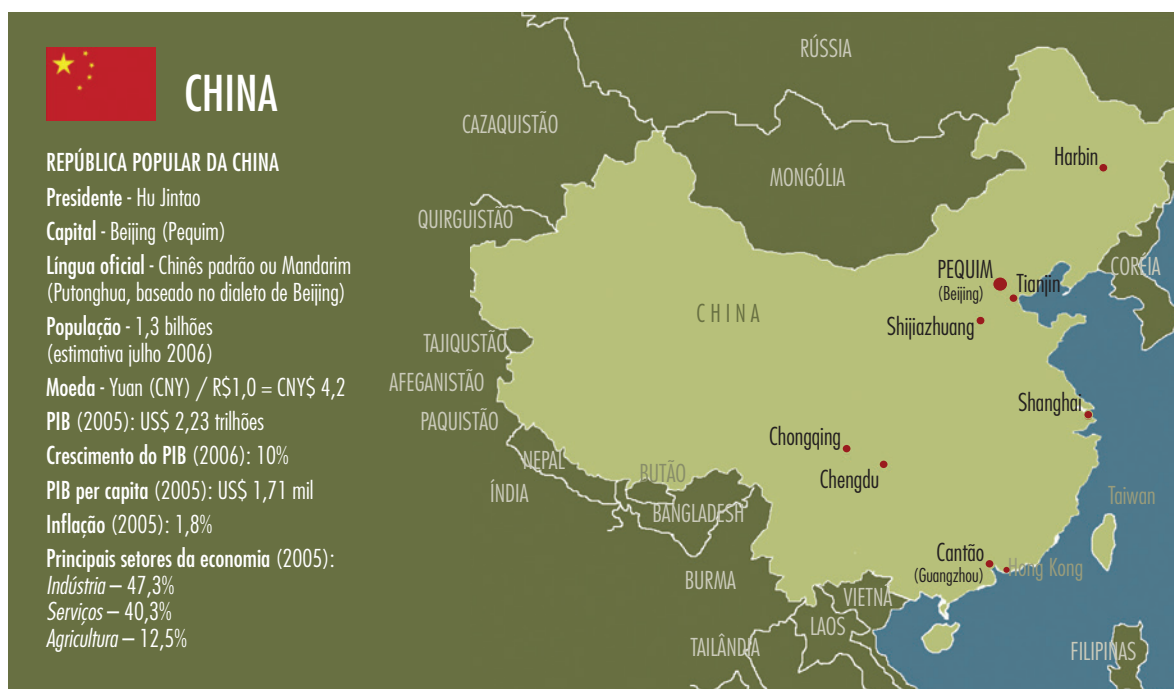 CHINA
REPÚBLICA POPULAR DA CHINA
Presidente - Hu Jintao
Capital - Beijing (Pequim)
Língua oficial - Chinês padrão ou Mandarim
(Putonghua, baseado no dialeto de Beijing)
População - 1,3 bilhões
(estimativa julho 2006)
Moeda - Yuan (CNY) / R$1,0 = CNY$ 4,2
PIB (2005): US$ 2,23 trilhões
Crescimento do PIB (2006): 10%
PIB per capita (2005): US$ 1,71 mil
Inflação (2005): 1,8%
Principais setores da economia (2005):
Indústria – 47,3%
Serviços – 40,3%
Agricultura – 12,5%
RÚSSIA
CAZAQUISTÃO
MONGÓLIA
Harbin
QUIRGUISTÃO
CORÉIA
PEQUIM
(Beijing)
Tianjin
CHINA
Shijiazhuang
TAJIQUSTÃO
AFEGANISTÃO
PAQUISTÃO
Shanghai
Chongqing
Chengdu
NEPAL
BUTÃO
ÍNDIA
BANGLADESH
Taiwan
Cantão
(Guangzhou)
Hong Kong
BURMA
VIETNÃ
LAOS
TAILÂNDIA
FILIPINAS